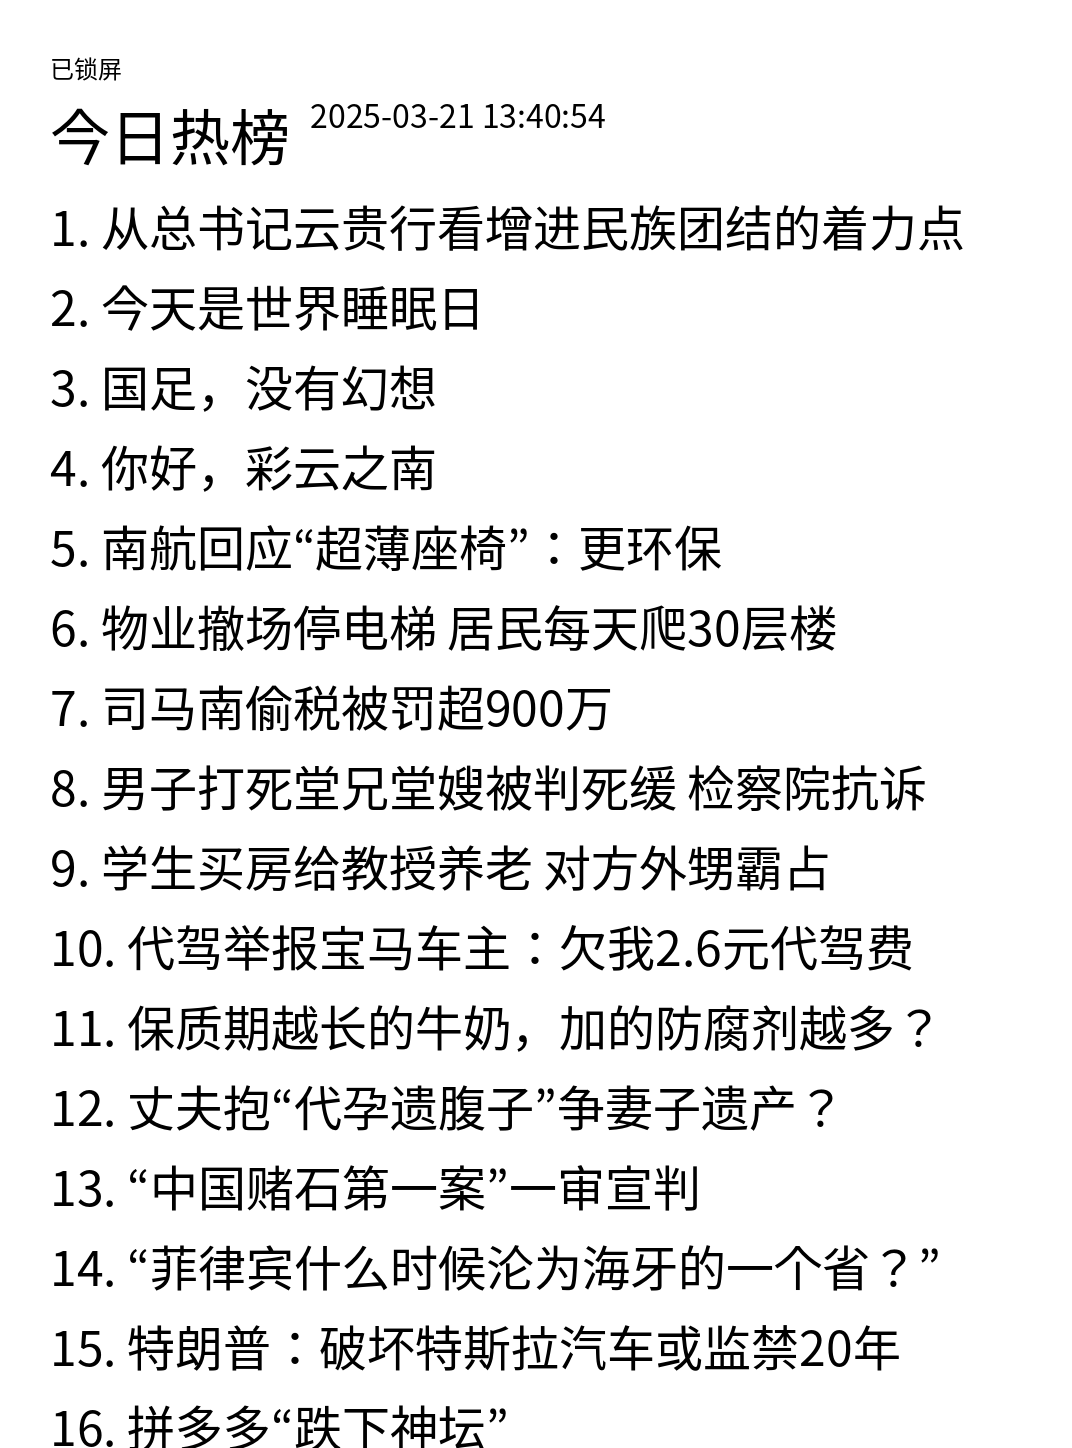 已锁屏
今日热榜 2025-03-21 13:40:54
1. 从总书记云贵行看增进民族团结的着力点
2. 今天是世界睡眠日
3. 国足，没有幻想
4. 你好，彩云之南
5. 南航回应“超薄座椅”：更环保
6. 物业撤场停电梯 居民每天爬30层楼
7. 司马南偷税被罚超900万
8. 男子打死堂兄堂嫂被判死缓 检察院抗诉
9. 学生买房给教授养老 对方外甥霸占
10. 代驾举报宝马车主：欠我2.6元代驾费
11. 保质期越长的牛奶，加的防腐剂越多？
12. 丈夫抱“代孕遗腹子”争妻子遗产？
13. “中国赌石第一案”一审宣判
14. “菲律宾什么时候沦为海牙的一个省？”
15. 特朗普：破坏特斯拉汽车或监禁20年
16. 拼多多“跌下神坛”